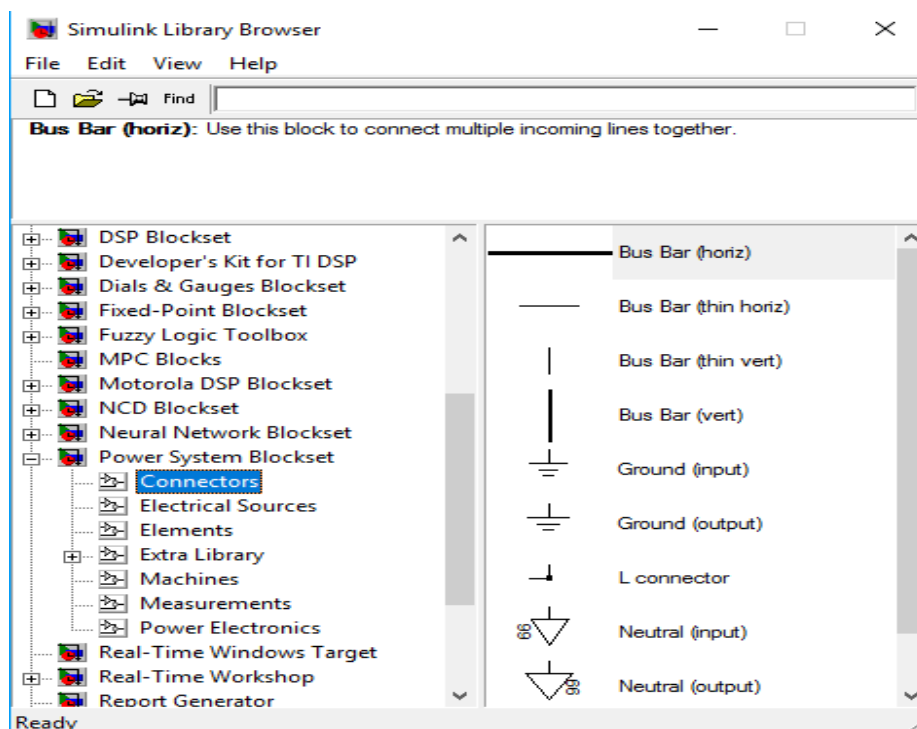 Simulink Library Browser
File Edit View Help
Find
Bus Bar (horiz): Use this block to connect multiple incoming lines together.
DSP Blockset
Developer's Kit for TI DSP
Dials & Gauges Blockset
Fixed-Point Blockset
Fuzzy Logic Toolbox
MPC Blocks
Motorola DSP Blockset
NCD Blockset
Neural Network Blockset
Power System Blockset
Connectors
Electrical Sources
Elements
Extra Library
Machines
Measurements
Power Electronics
Real-Time Windows Target
Real-Time Workshop
Report Generator
Bus Bar (horiz)
Bus Bar (thin horiz)
Bus Bar (thin vert)
Bus Bar (vert)
Ground (input)
Ground (output)
L connector
Neutral (input)
Neutral (output)
Ready